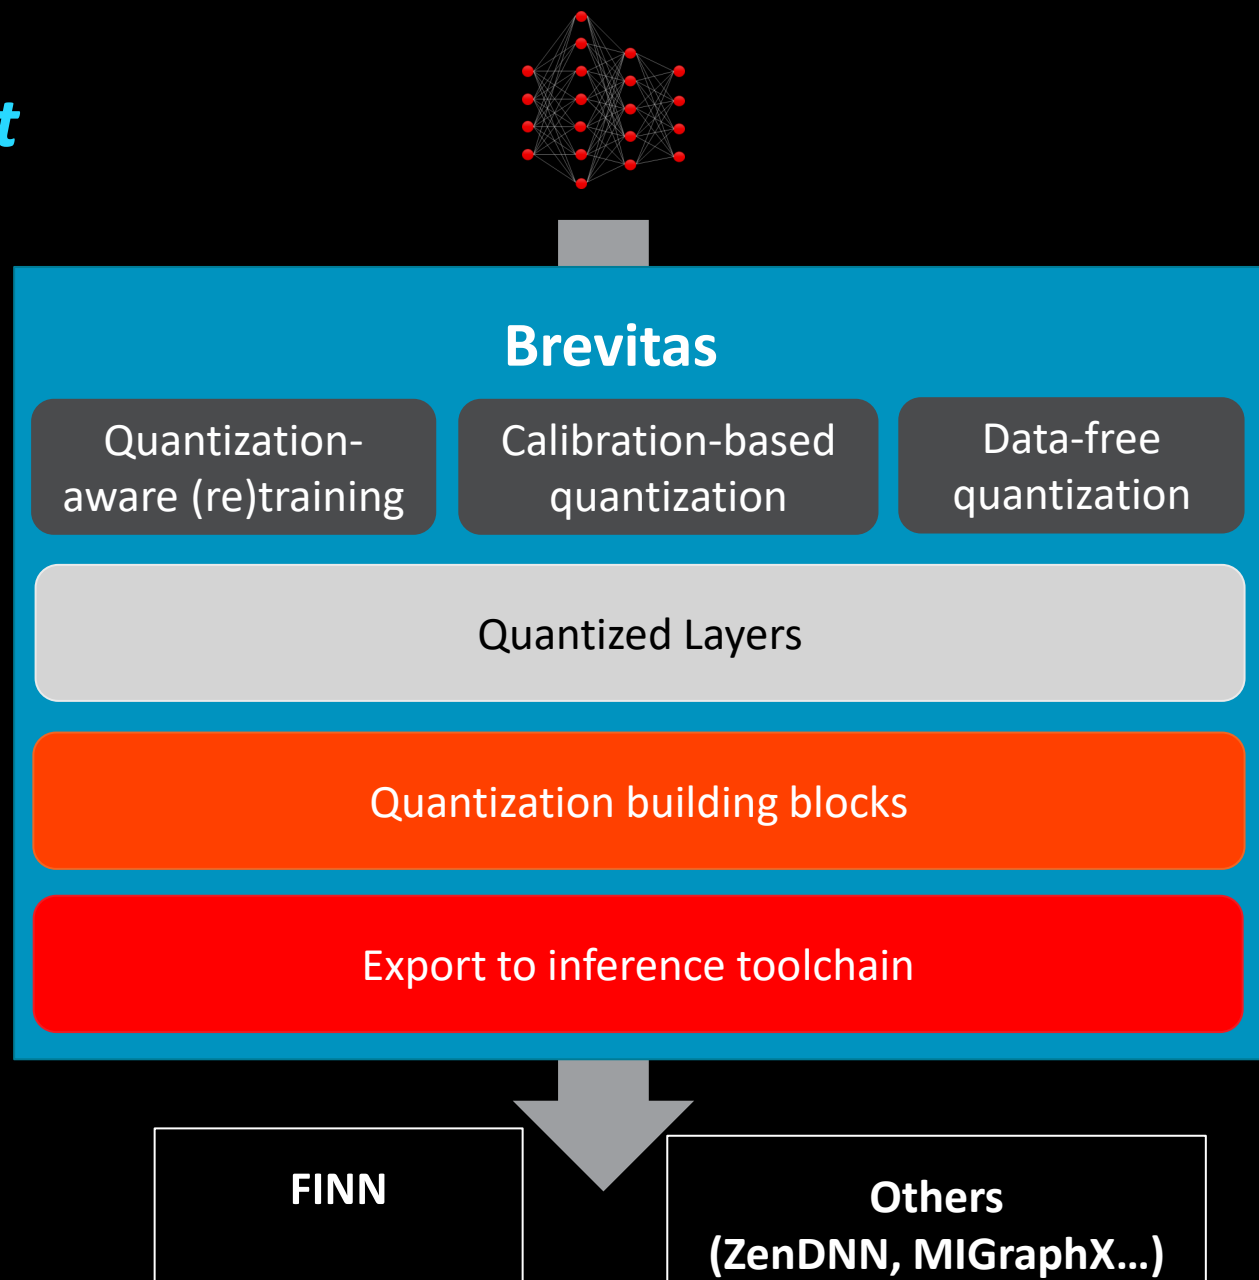 t
Brevitas
Quantization-
aware (re)training
Calibration-based
quantization
Data-free
quantization
Quantized Layers
Quantization building blocks
Export to inference toolchain
FINN
Others
(ZenDNN, MIGraphX...)